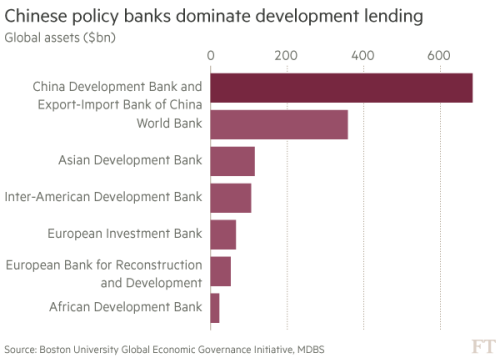 Chinese policy banks dominate development lending
Global assets ($bn)
0 200 400 600
China Development Bank and
Export-Import Bank of China
World Bank
Asian Development Bank
Inter-American Development Bank
European Investment Bank
European Bank for Reconstruction
and Development
African Development Bank
Source: Boston University Global Economic Governance Initiative, MDBS
FT